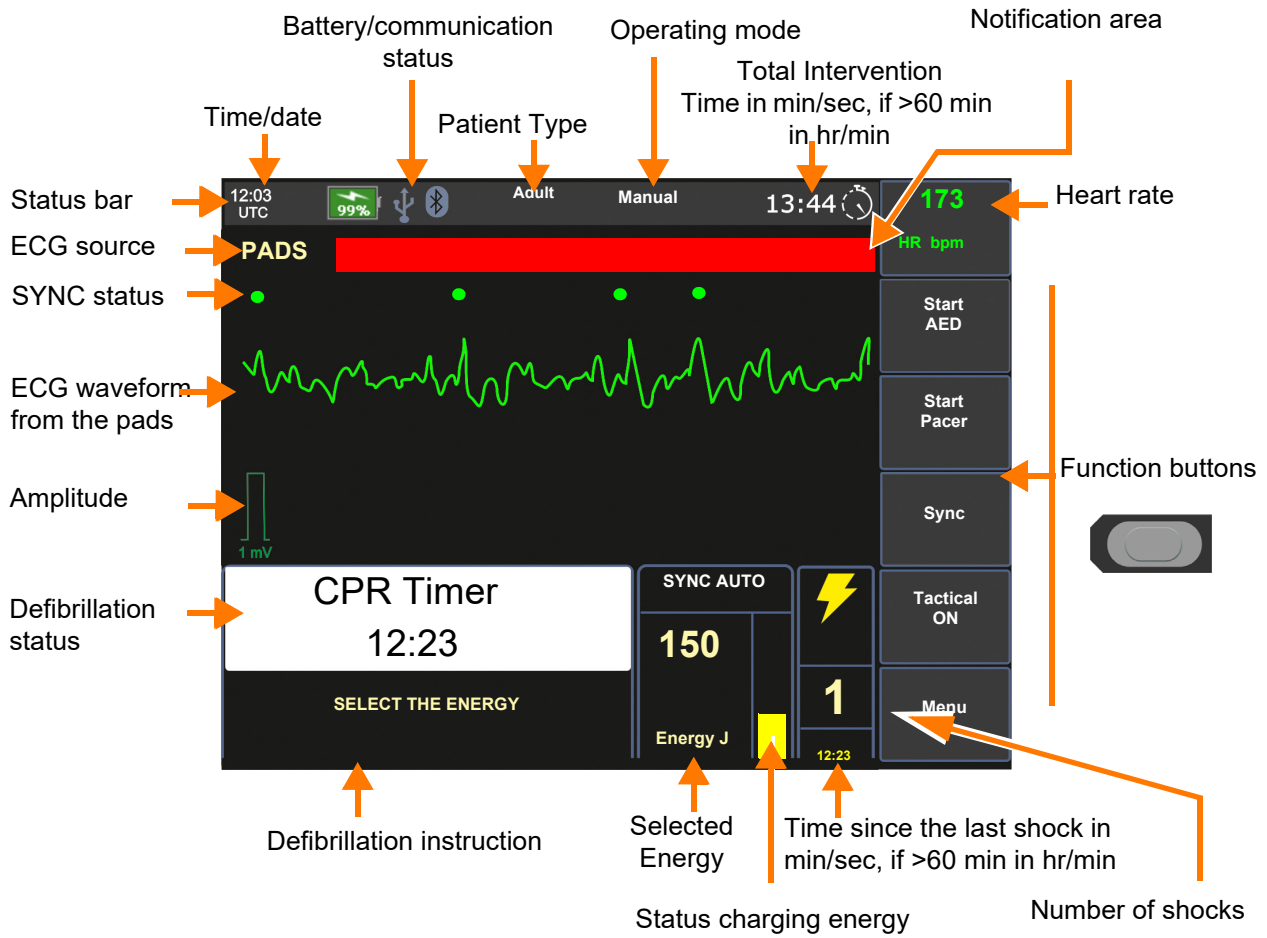 Battery/communication
status
Operating mode
Notification area
Total Intervention
Time in min/sec, if >60 min
in hr/min
Time/date
Patient Type
Status bar
12:03
UTC
99%
Adult
Manual
13:44
173
HR bpm
Heart rate
ECG source
PADS
SYNC status
Start
AED
ECG waveform
from the pads
Start
Pacer
Function buttons
Amplitude
1 mV
Sync
Defibrillation
status
CPR Timer
12:23
SYNC AUTO
150
Tactical
ON
SELECT THE ENERGY
Energy J
1
12:23
Menu
Defibrillation instruction
Selected
Energy
Time since the last shock in
min/sec, if >60 min in hr/min
Status charging energy
Number of shocks